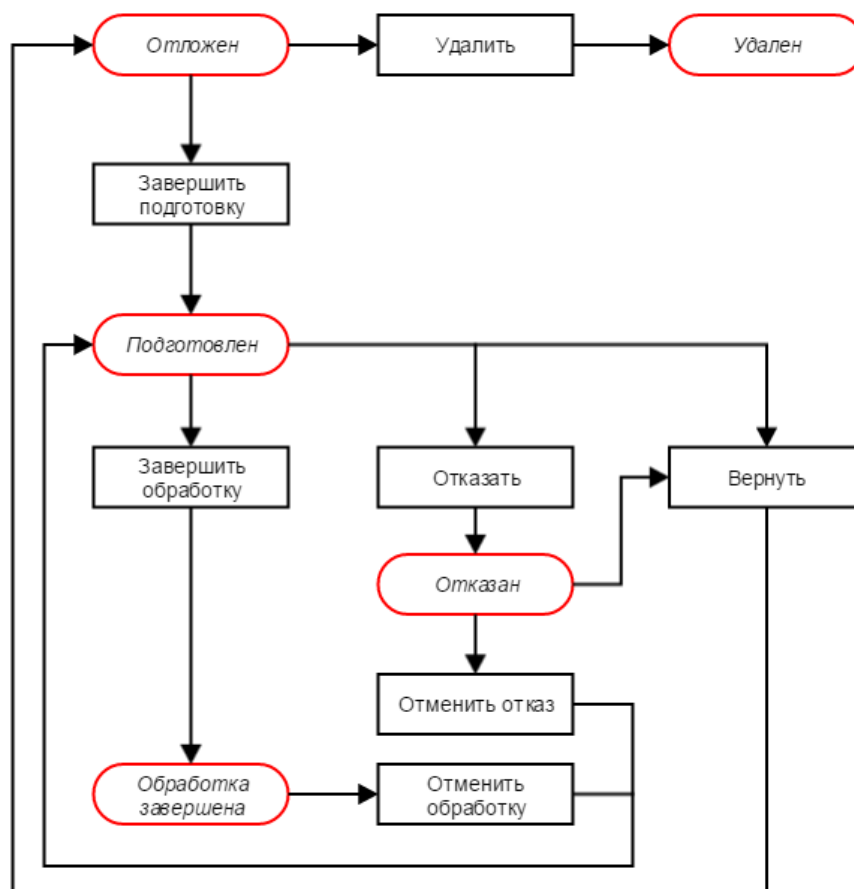 Отложен
Удалить
Удален
Завершить
подготовку
Подготовлен
Завершить
обработку
Отказать
Вернуть
Отказан
Отменить отказ
Обработка
завершена
Отменить
обработку